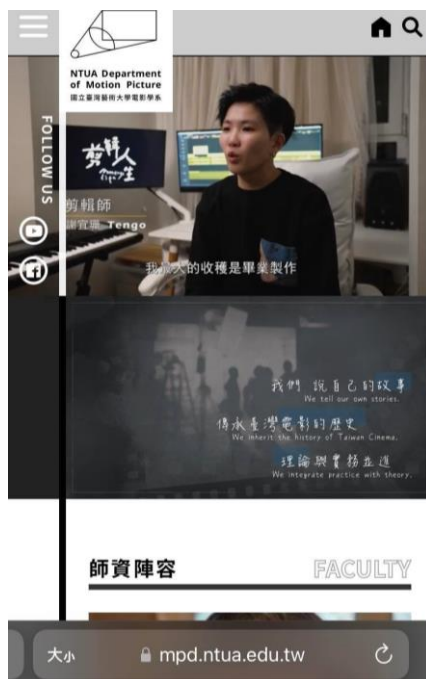 NTUA Department
of Motion Picture
國立臺灣藝術大學電影學系
FOLLOW US
剪輯人生
剪輯師
Tengo
我最大的收穫是畢業製作
我們 說自己的故事
We tell our own stories.
傳承臺灣電影的歷史
We inherit the history of Taiwan Cinema.
理論與實務並進
We integrate practice with theory.
師資陣容
FACULTY
大小
mpd.ntua.edu.tw